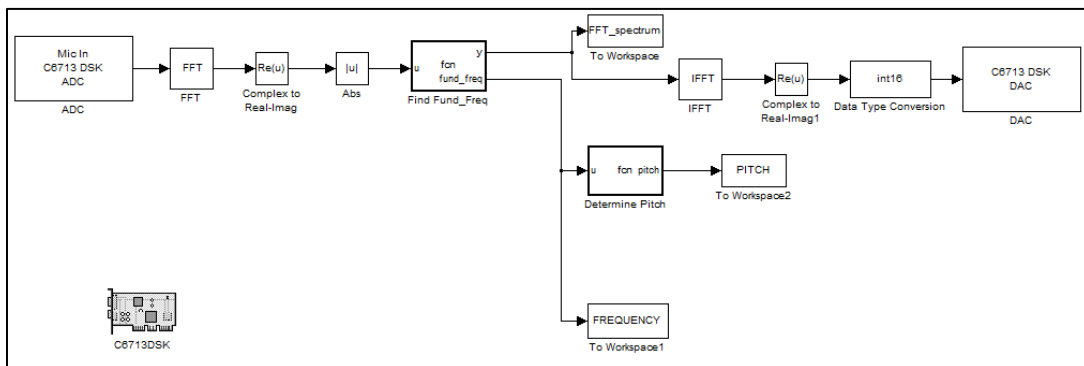 Mic In
C6713 DSK
ADC
ADC
FFT
FFT
Re(u)
Complex to
Real-Imag
|u|
Abs
u
fcn
y
fund_freq
Find Fund_Freq
FFT_spectrum
To Workspace
IFFT
IFFT
Re(u)
Complex to
Real-Imag1
int16
Data Type Conversion
C6713 DSK
DAC
DAC
u
fcn pitch
Determine Pitch
PITCH
To Workspace2
FREQUENCY
To Workspace1
C6713DSK